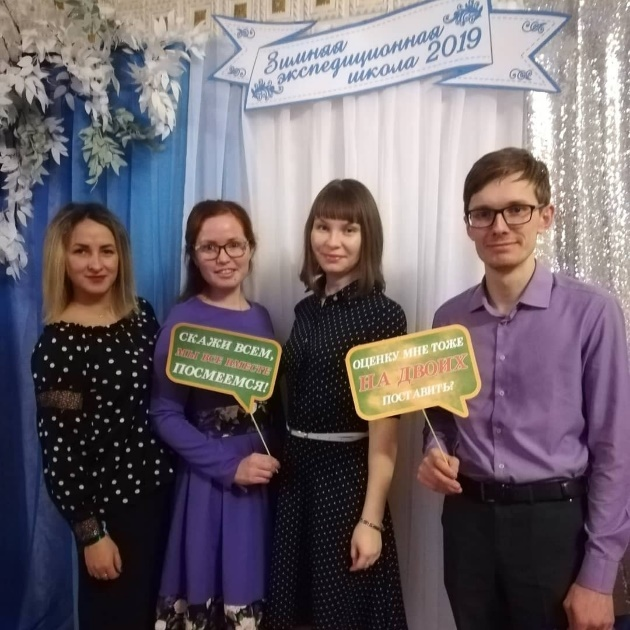 Зимняя
экспедиционная
школа 2019
СКАЖИ ВСЕМ,
МЫ ВСЕ ВМЕСТЕ
ПОСМЕЕМСЯ!
ОЦЕНКУ МНЕ ТОЖЕ
НА ДВОИХ
ПОСТАВИТЬ?